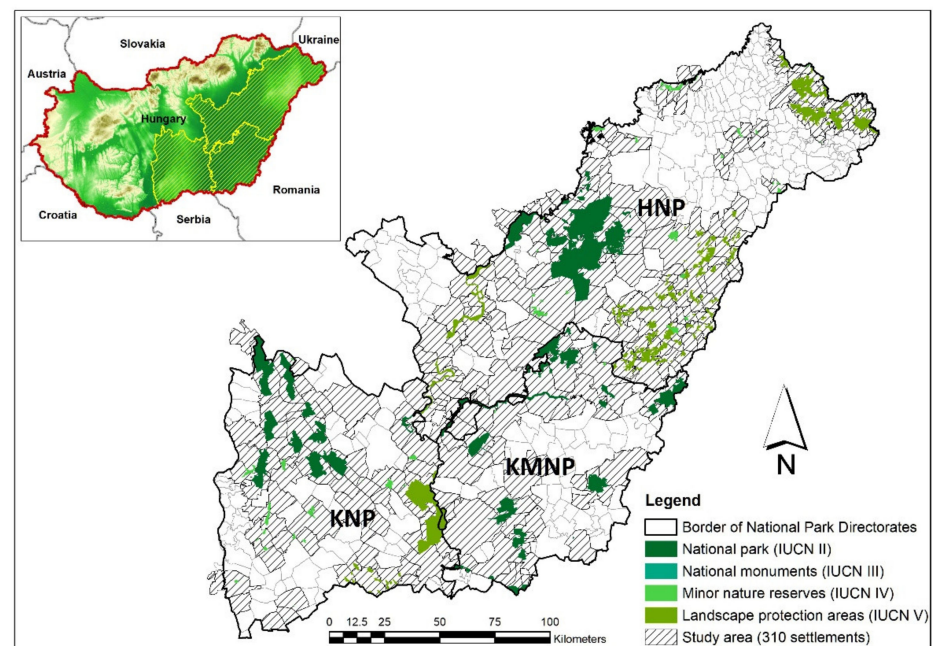 Slovakia
Ukraine
Austria
Hungary
Romania
Croatia
Serbia
HNP
KMNP
KNP
N
Legend
Border of National Park Directorates
National park (IUCN II)
National monuments (IUCN III)
Minor nature reserves (IUCN IV)
Landscape protection areas (IUCN V)
Study area (310 settlements)
0 12.5 25 50 75 100
Kilometers